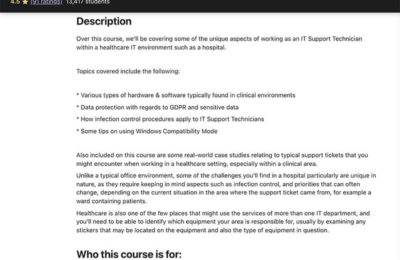 4.5 ★ (91 ratings) 13,417 students
Description
Over this course, we'll be covering some of the unique aspects of working as an IT Support Technician
within a healthcare IT environment such as a hospital.
Topics covered include the following:
* Various types of hardware & software typically found in clinical environments
* Data protection with regards to GDPR and sensitive data
* How infection control procedures apply to IT Support Technicians
* Some tips on using Windows Compatibility Mode
Also included on this course are some real-world case studies relating to typical support tickets that you
might encounter when working in a healthcare setting, especially within a clinical area.
Unlike a typical office environment, some of the challenges you'll find in a hospital particularly are unique in
nature, as they require keeping in mind aspects such as infection control, and priorities that can often
change, depending on the current situation in the area where the support ticket came from, for example a
ward containing patients.
Healthcare is also one of the few places that might use the services of more than one IT department, and
you'll need to be able to identify which equipment your area is responsible for, usually by examining any
stickers that may be located on the equipment and also the type of equipment in question.
Who this course is for: